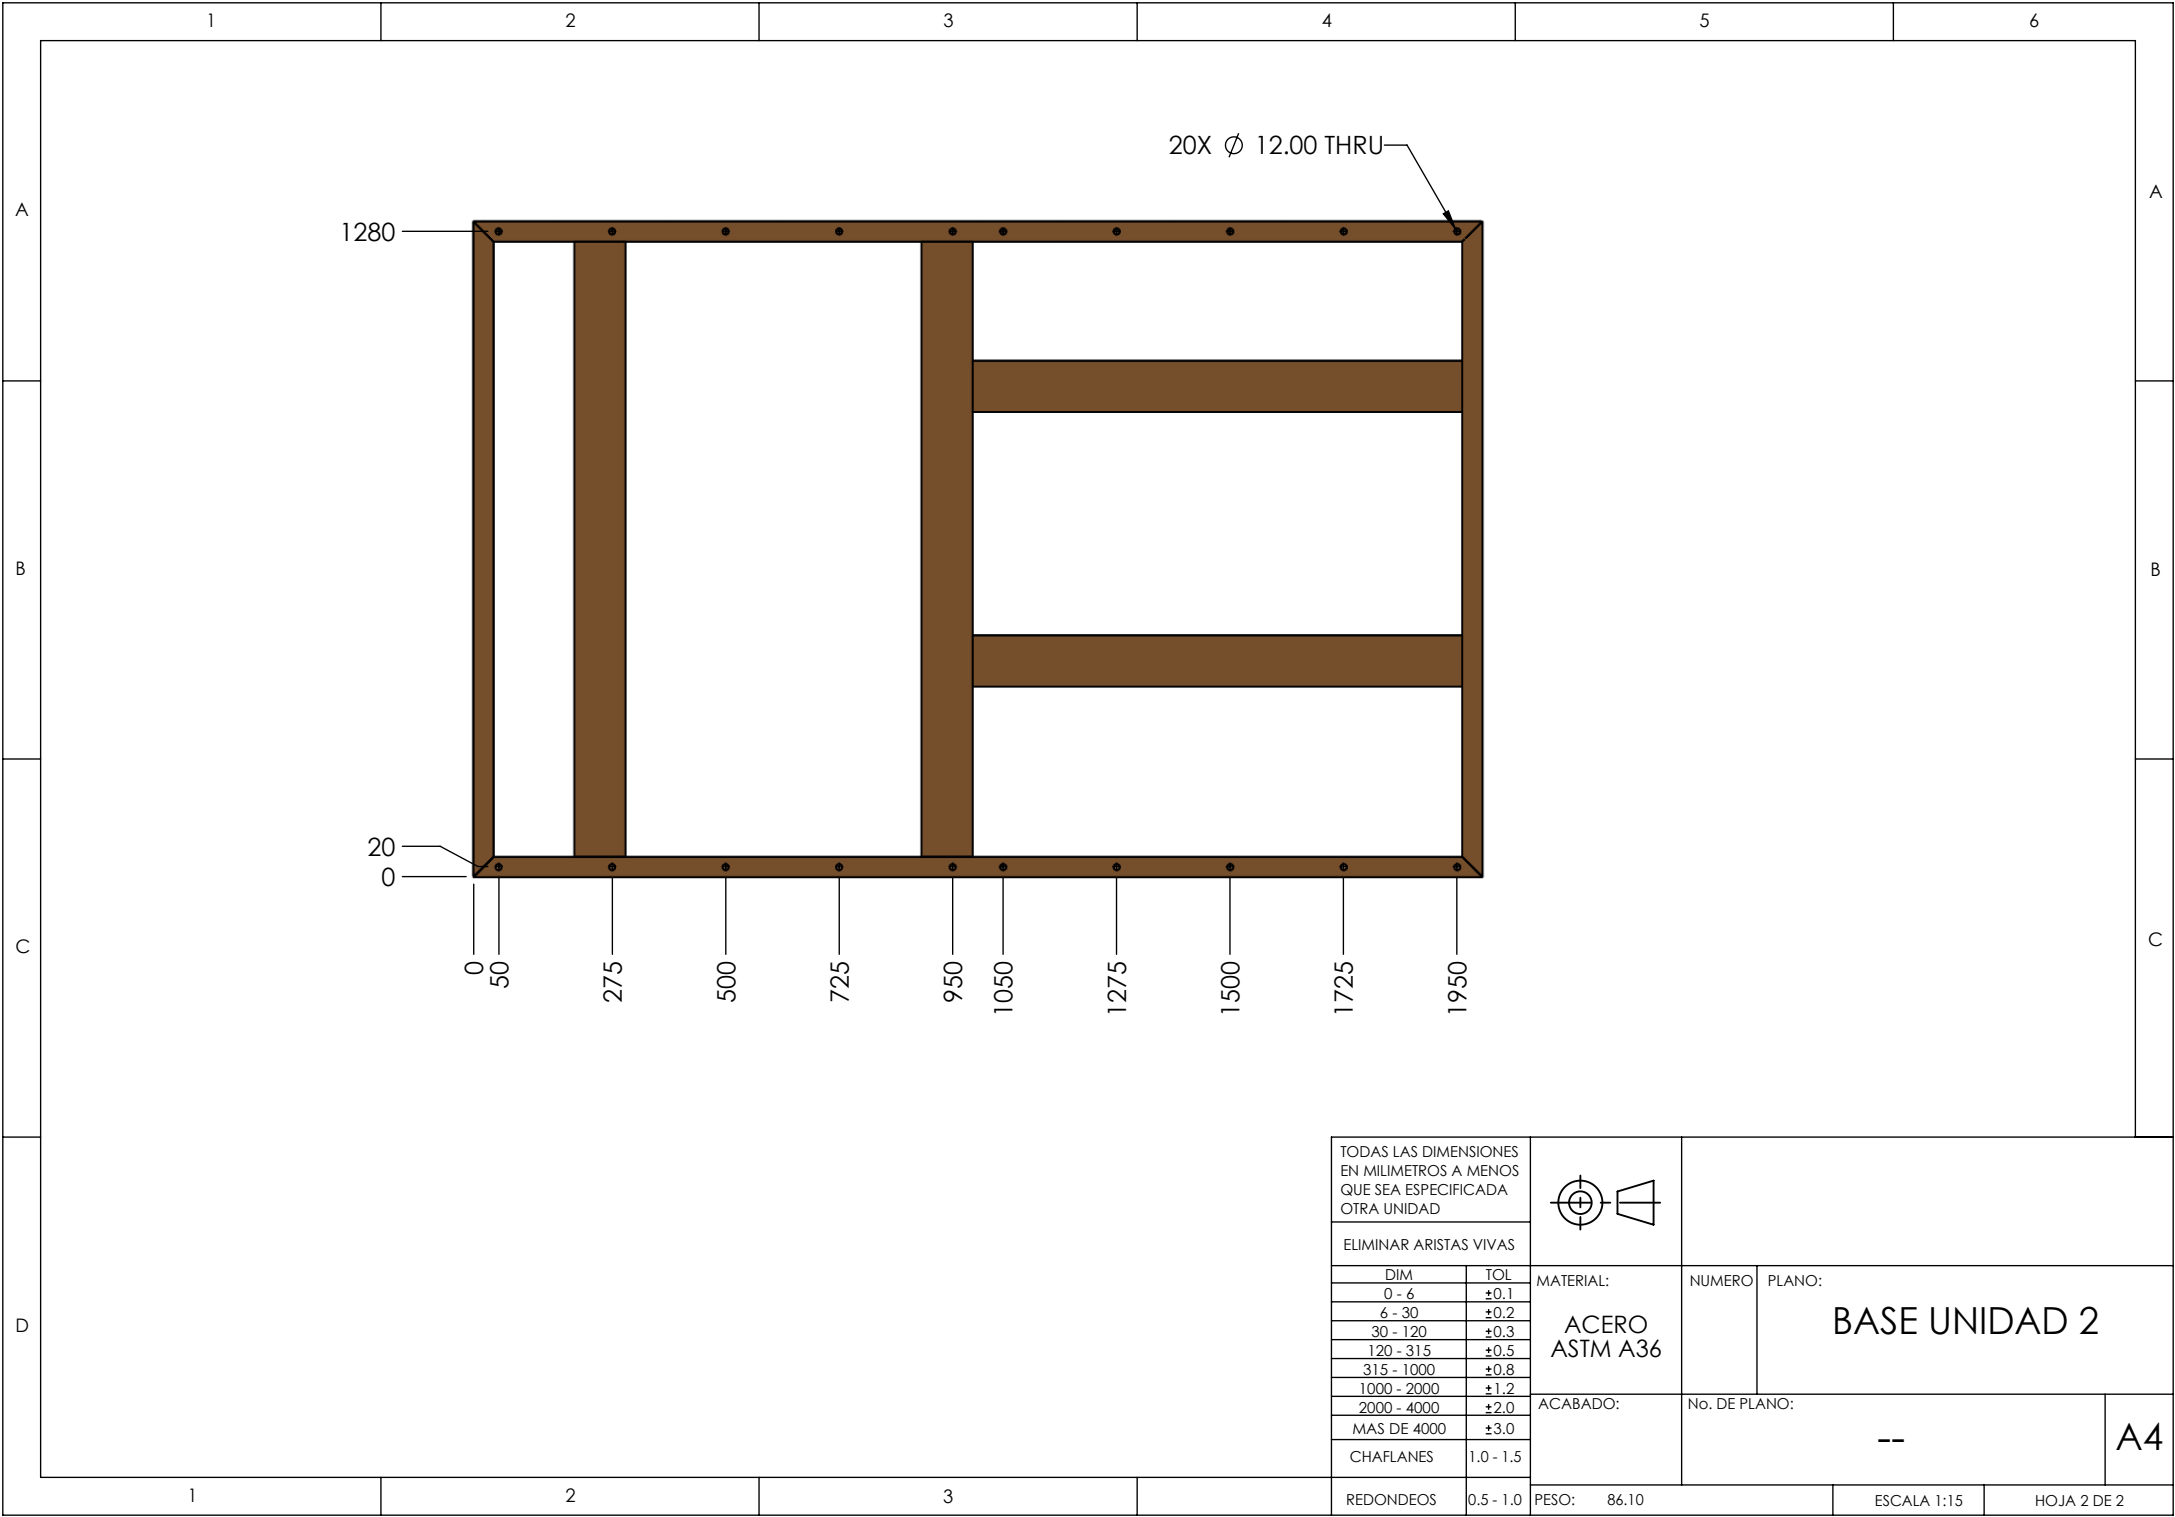 1 2 3 4 5 6
A A
B B
C C
D
20X Ø 12.00 THRU
1280
20
0
0
50
275
500
725
950
1050
1275
1500
1725
1950
TODAS LAS DIMENSIONES
EN MILIMETROS A MENOS
QUE SEA ESPECIFICADA
OTRA UNIDAD
ELIMINAR ARISTAS VIVAS
DIM TOL
0 - 6 ±0.1
6 - 30 ±0.2
30 - 120 ±0.3
120 - 315 ±0.5
315 - 1000 ±0.8
1000 - 2000 ±1.2
2000 - 4000 ±2.0
MAS DE 4000 ±3.0
CHAFLANES 1.0 - 1.5
REDONDEOS 0.5 - 1.0
MATERIAL:
ACERO
ASTM A36
NUMERO
PLANO:
BASE UNIDAD 2
ACABADO:
No. DE PLANO:
--
A4
PESO: 86.10
ESCALA 1:15
HOJA 2 DE 2
1 2 3